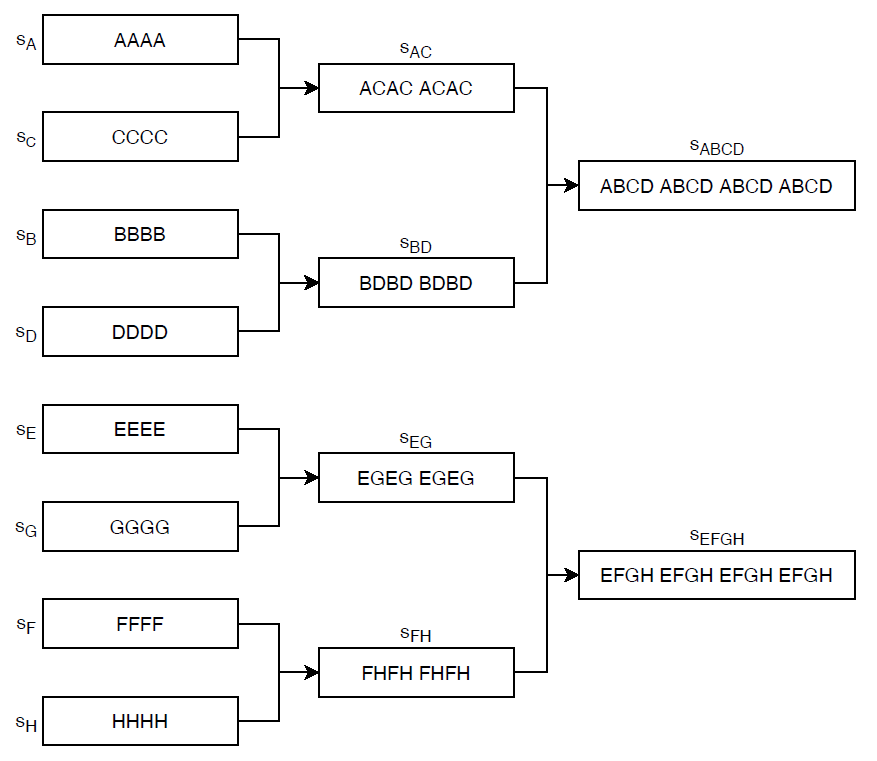 sA AAAA
sC CCCC
sAC
ACAC ACAC
sB BBBB
sD DDDD
sBD
BDBD BDBD
sABCD
ABCD ABCD ABCD ABCD
sE EEEE
sG GGGG
sEG
EGEG EGEG
sF FFFF
sH HHHH
sFH
FHFH FHFH
sEFGH
EFGH EFGH EFGH EFGH